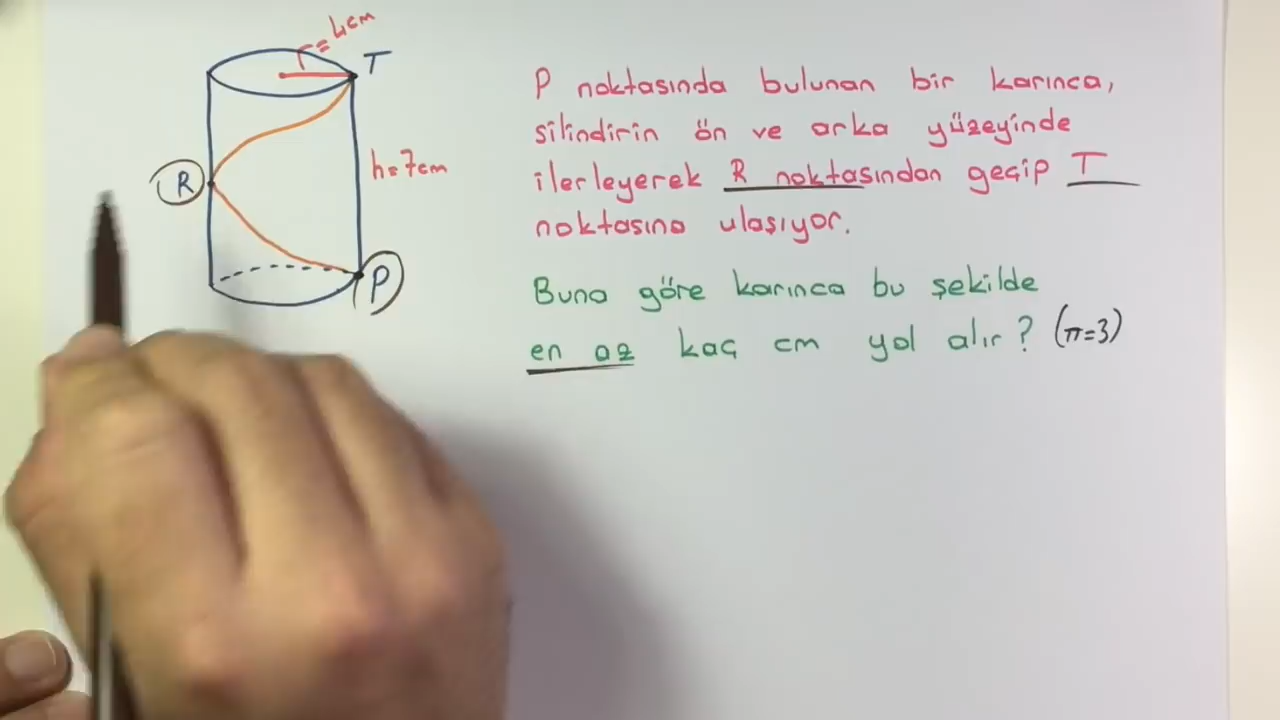 r=4cm
T
R
h=7cm
P
P noktasında bulunan bir karınca,
silindirin ön ve arka yüzeyinde
ilerleyerek R noktasından geçip T
noktasına ulaşıyor.
Buna göre karınca bu şekilde
en az kaç cm yol alır? (π=3)